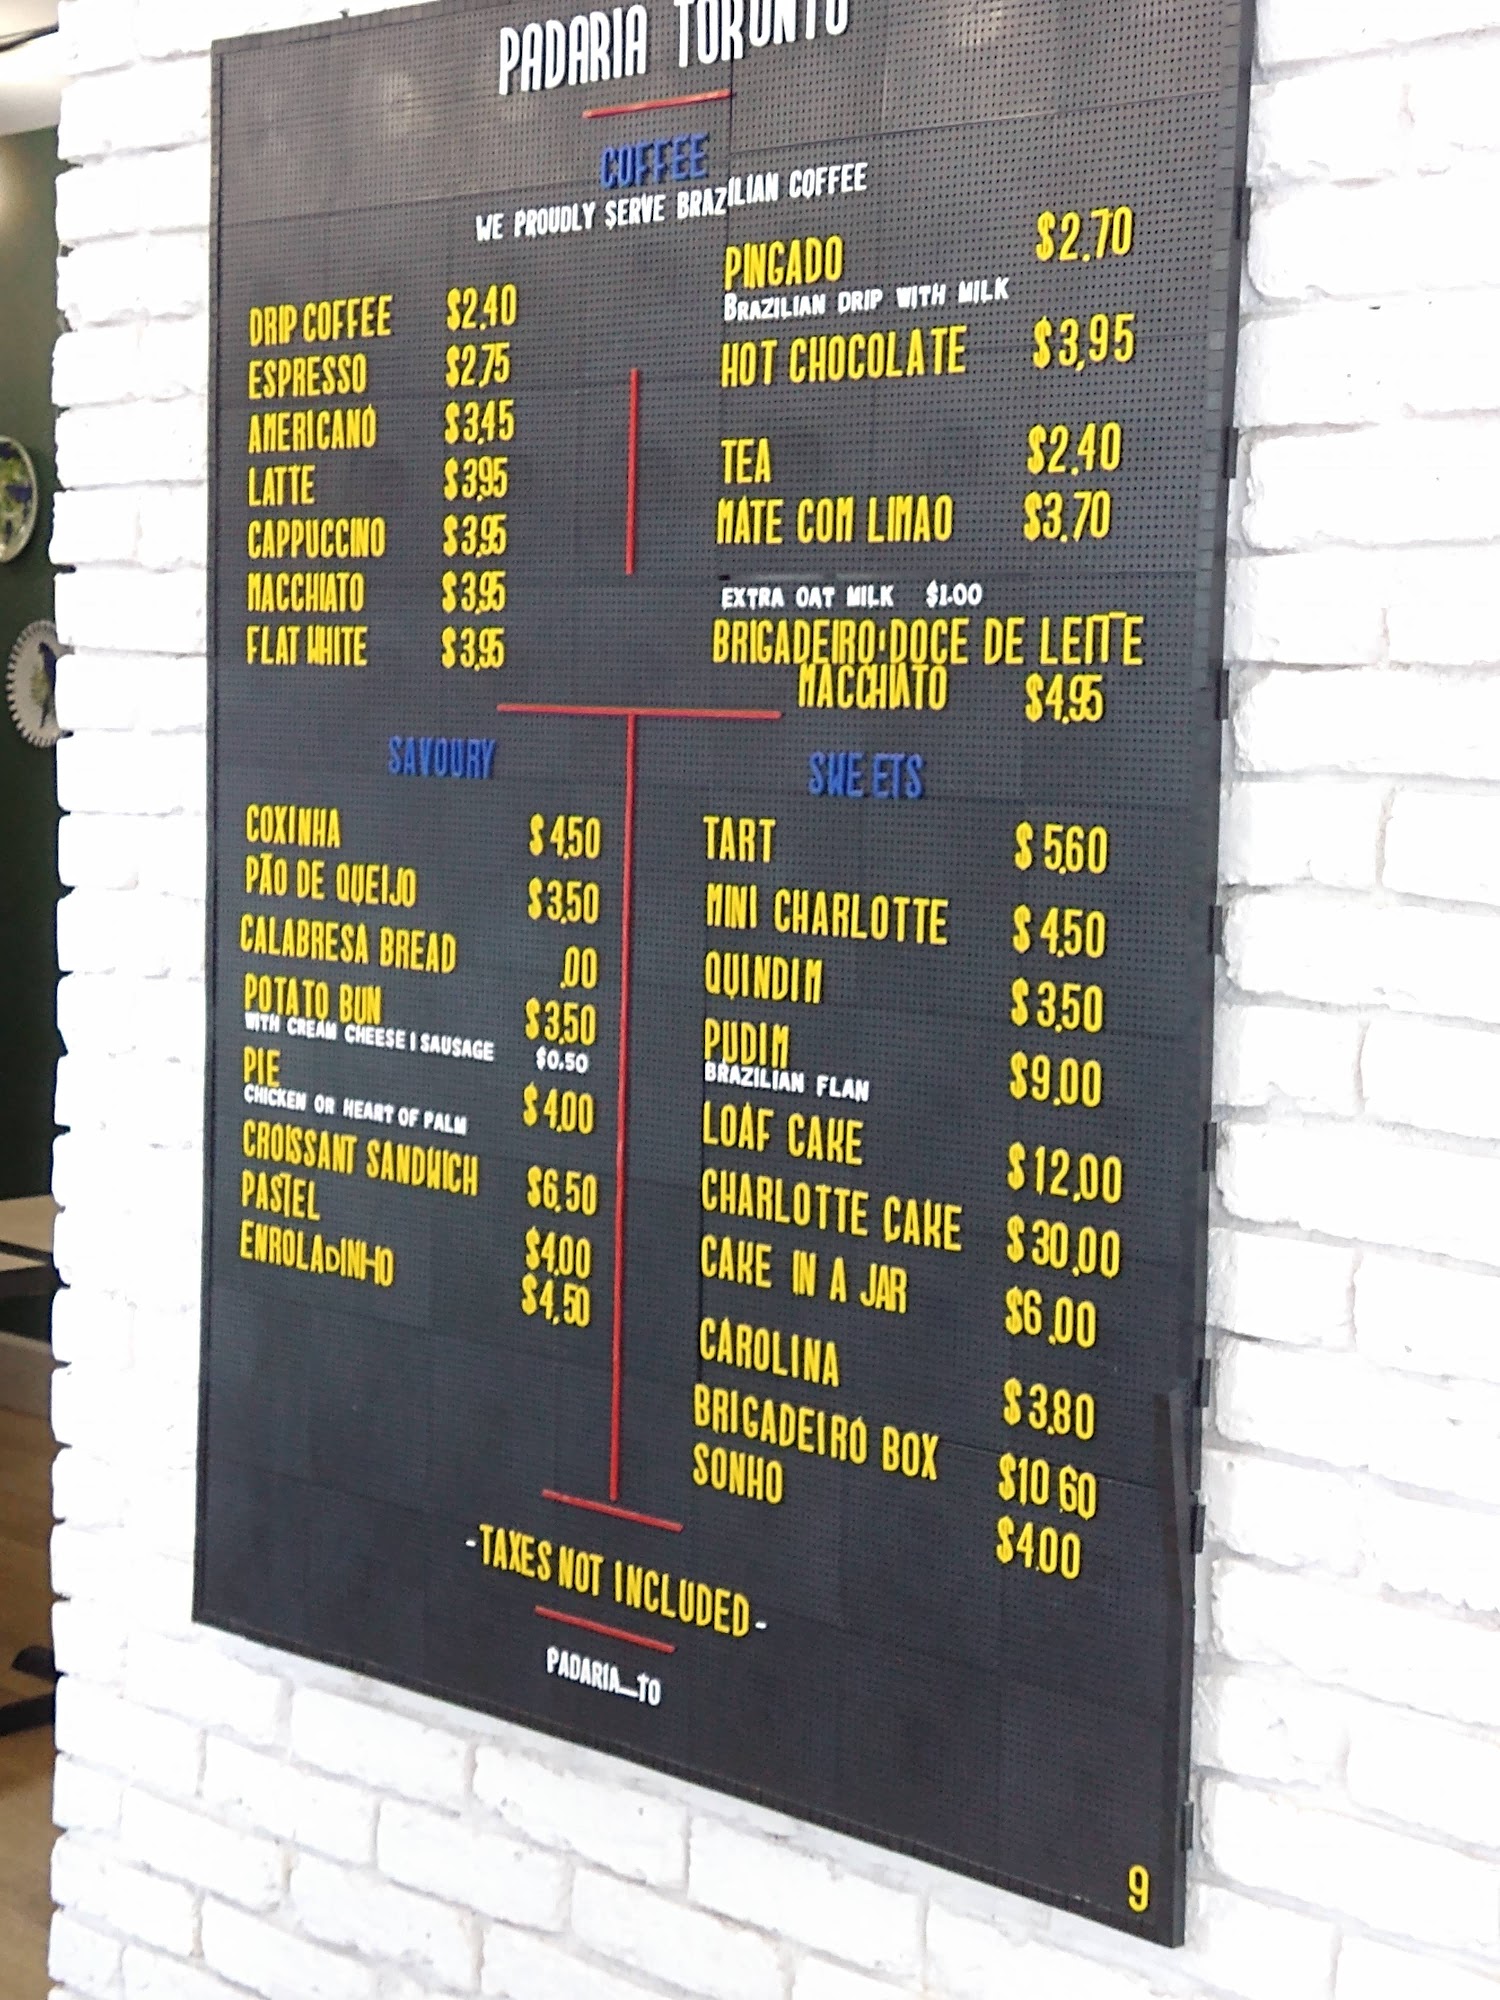 PADARIA TORONTO
COFFEE
WE PROUDLY SERVE BRAZILIAN COFFEE
DRIP COFFEE $2.40
ESPRESSO $2.75
AMERICANO $3.45
LATTE $3.95
CAPPUCCINO $3.95
MACCHIATO $3.95
FLAT WHITE $3.95
PINGADO $2.70
BRAZILIAN DRIP WITH MILK
HOT CHOCOLATE $3,95
TEA $2.40
MATE COM LIMAO $3.70
EXTRA OAT MILK $1.00
BRIGADEIRO·DOCE DE LEITE
MACCHIATO $4.95
SAVOURY
COXINHA $4.50
PÃO DE QUEIJO $3.50
CALABRESA BREAD .00
POTATO BUN $3.50
WITH CREAM CHEESE | SAUSAGE $0.50
PIE $4.00
CHICKEN OR HEART OF PALM
CROISSANT SANDWICH $6.50
PASTEL $4.00
ENROLADINHO $4.50
SWEETS
TART $5.60
MINI CHARLOTTE $4.50
QUINDIM $3.50
PUDIM $9.00
BRAZILIAN FLAN
LOAF CAKE $12.00
CHARLOTTE CAKE $30.00
CAKE IN A JAR $6.00
CAROLINA $3.80
BRIGADEIRO BOX $10 60
SONHO $4.00
-TAXES NOT INCLUDED-
PADARIA_TO
9